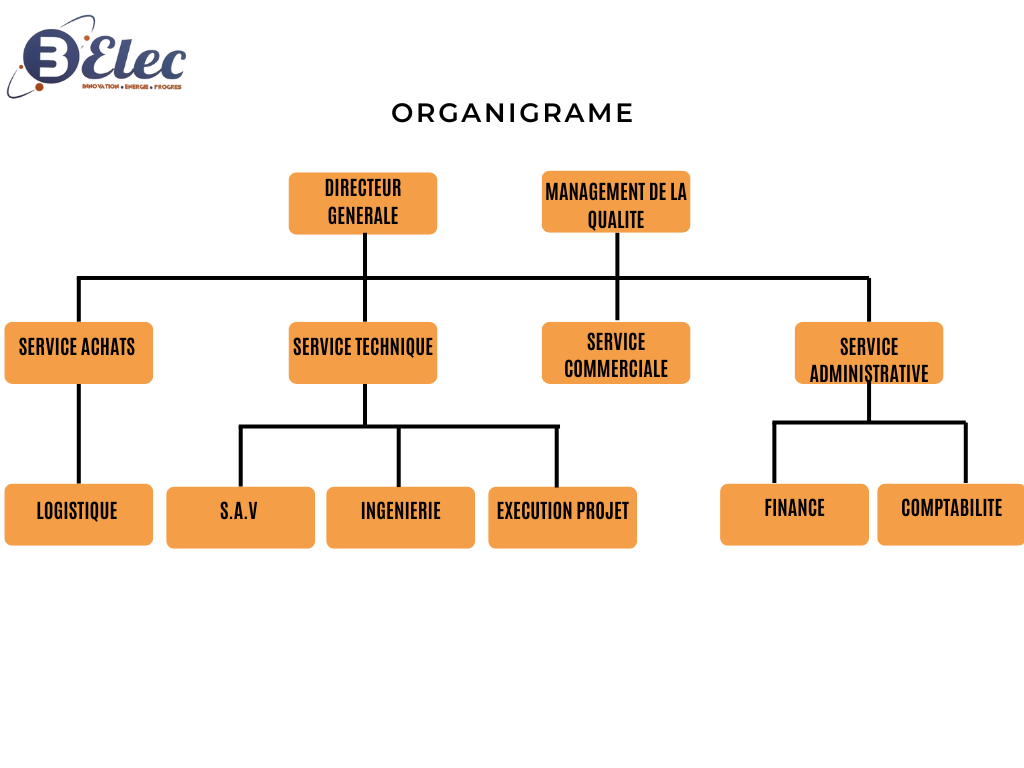 3Elec
INNOVATION ● ENERGIE ● PROGRES
ORGANIGRAME
DIRECTEUR
GENERALE
MANAGEMENT DE LA
QUALITE
SERVICE ACHATS
SERVICE TECHNIQUE
SERVICE
COMMERCIALE
SERVICE
ADMINISTRATIVE
LOGISTIQUE
S.A.V
INGENIERIE
EXECUTION PROJET
FINANCE
COMPTABILITE